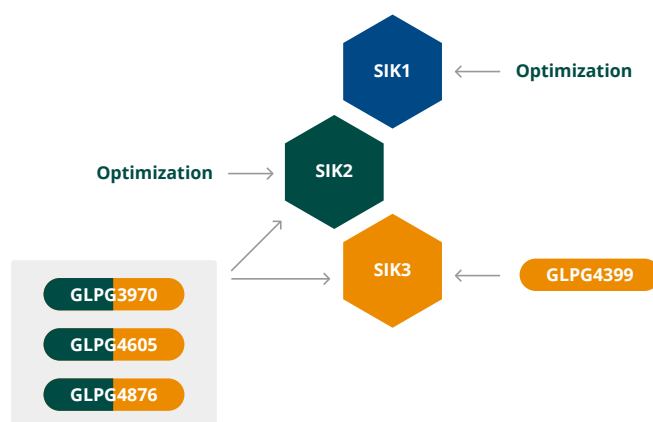 SIK1
Optimization
Optimization
SIK2
SIK3
GLPG4399
GLPG3970
GLPG4605
GLPG4876